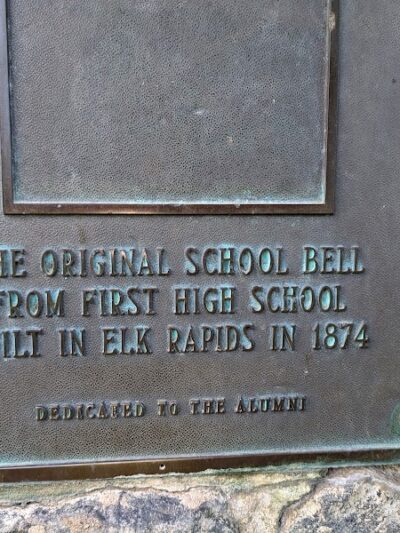 HE ORIGINAL SCHOOL BELL
FROM FIRST HIGH SCHOOL
ILT IN ELK RAPIDS IN 1874
DEDICATED TO THE ALUMNI